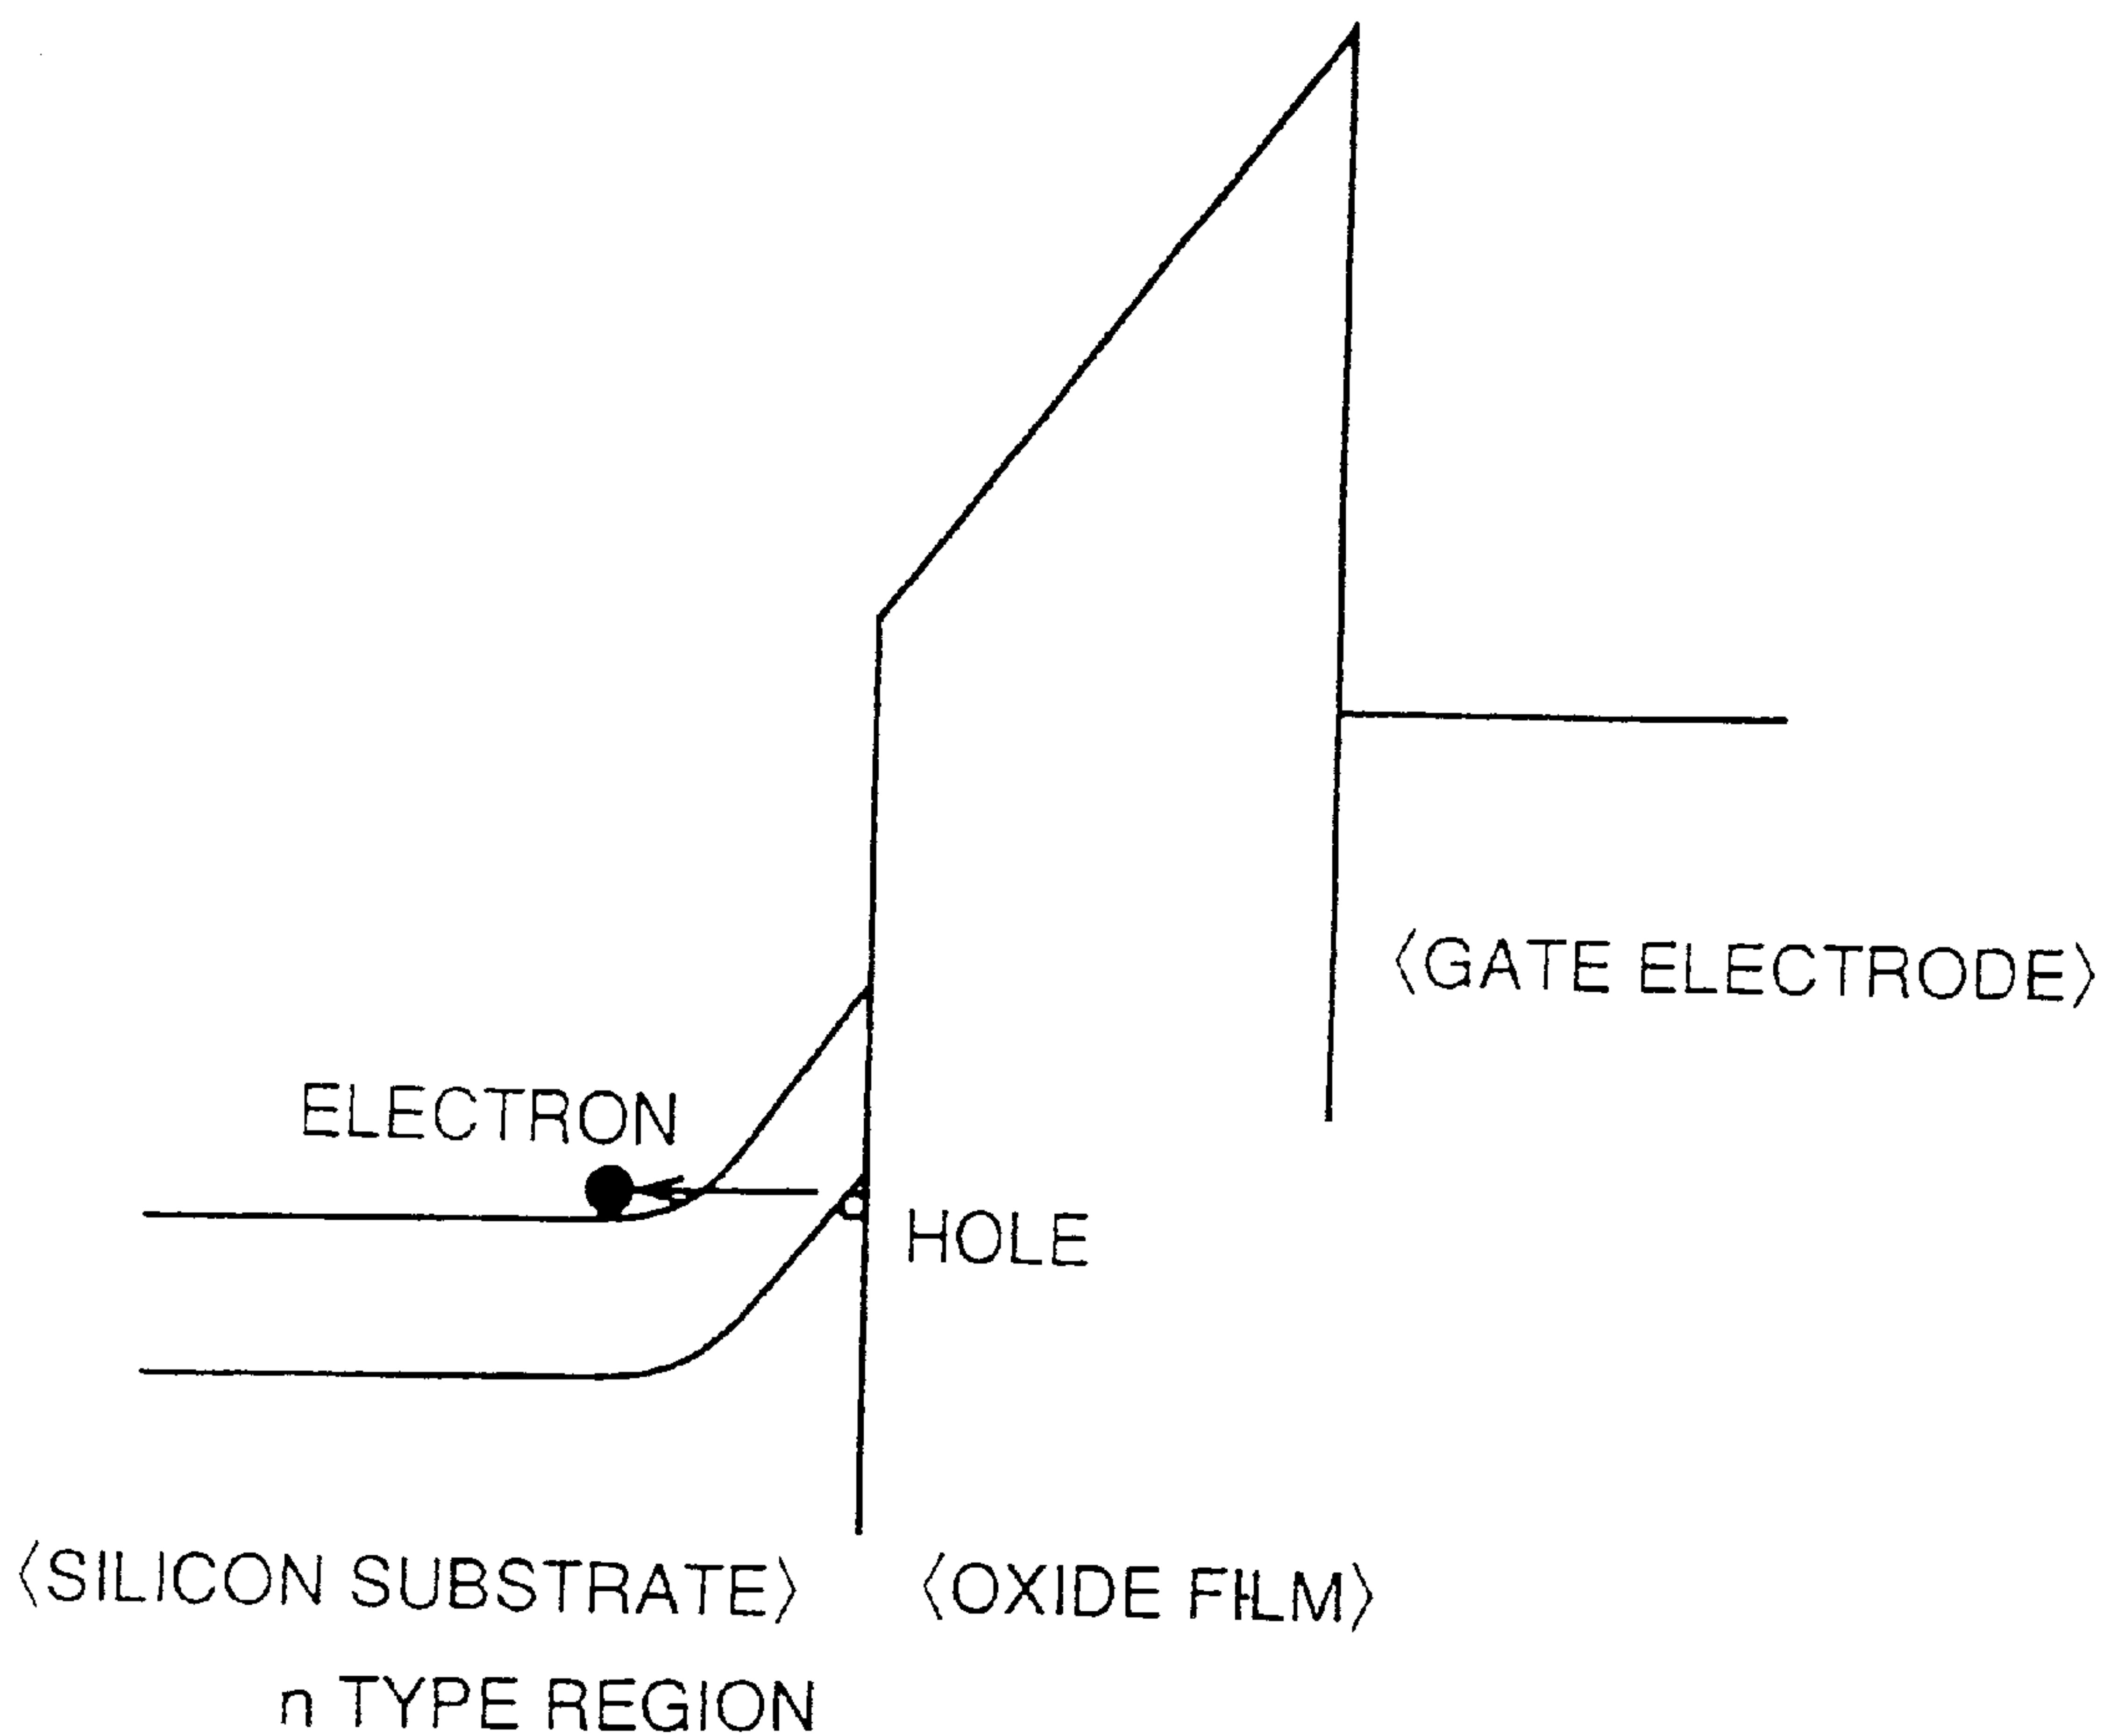 〈GATE ELECTRODE〉
ELECTRON
HOLE
〈SILICON SUBSTRATE〉 〈OXIDE FILM〉
n TYPE REGION